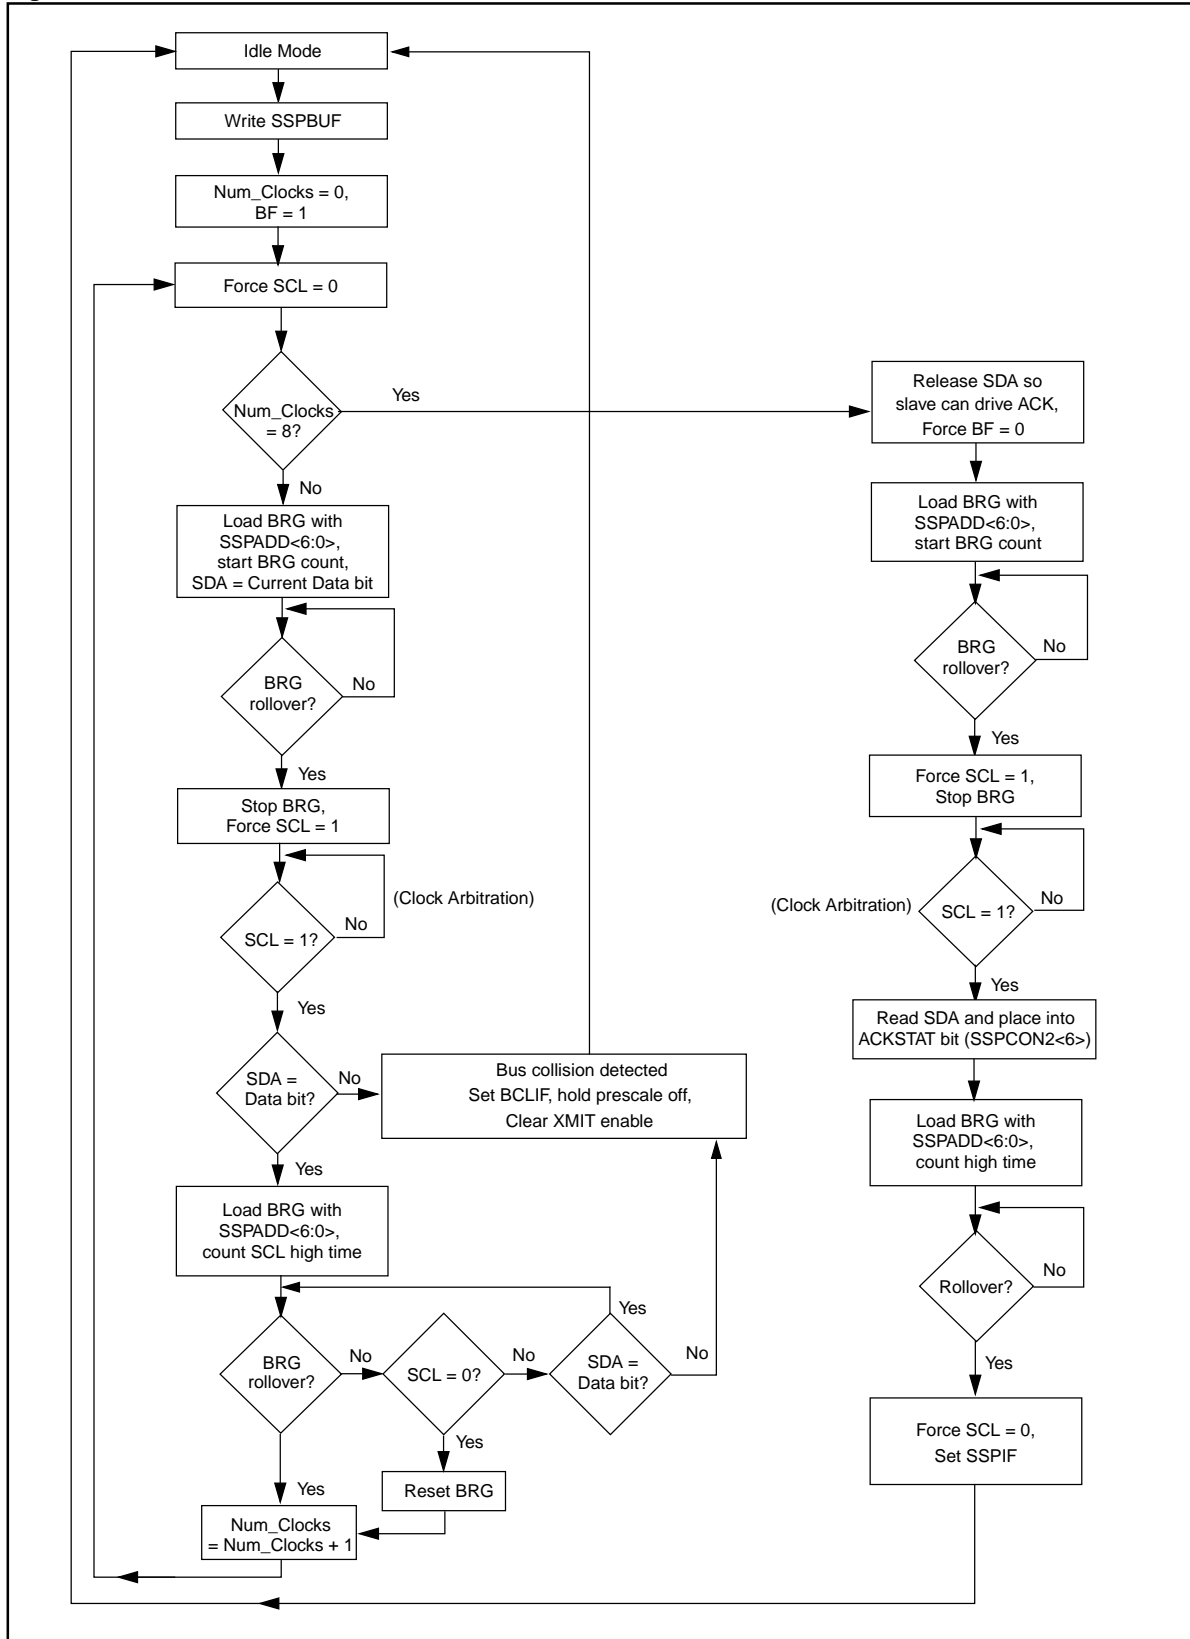 Idle Mode
Write SSPBUF
Num_Clocks = 0,
BF = 1
Force SCL = 0
Num_Clocks
= 8?
Yes
No
Load BRG with
SSPADD<6:0>,
start BRG count,
SDA = Current Data bit
BRG
rollover?
No
Yes
Stop BRG,
Force SCL = 1
(Clock Arbitration)
SCL = 1?
No
Yes
SDA =
Data bit?
No
Yes
Bus collision detected
Set BCLIF, hold prescale off,
Clear XMIT enable
Load BRG with
SSPADD<6:0>,
count SCL high time
BRG
rollover?
No
SCL = 0?
No
SDA =
Data bit?
Yes
No
Yes
Reset BRG
Yes
Num_Clocks
= Num_Clocks + 1
Release SDA so
slave can drive ACK,
Force BF = 0
Load BRG with
SSPADD<6:0>,
start BRG count
BRG
rollover?
No
Yes
Force SCL = 1,
Stop BRG
(Clock Arbitration)
SCL = 1?
No
Yes
Read SDA and place into
ACKSTAT bit (SSPCON2<6>)
Load BRG with
SSPADD<6:0>,
count high time
Rollover?
No
Yes
Force SCL = 0,
Set SSPIF